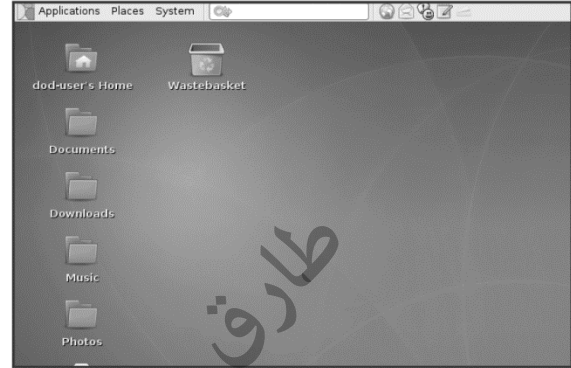 Applications Places System
dod-user's Home
Wastebasket
Documents
Downloads
Music
Photos
طارق